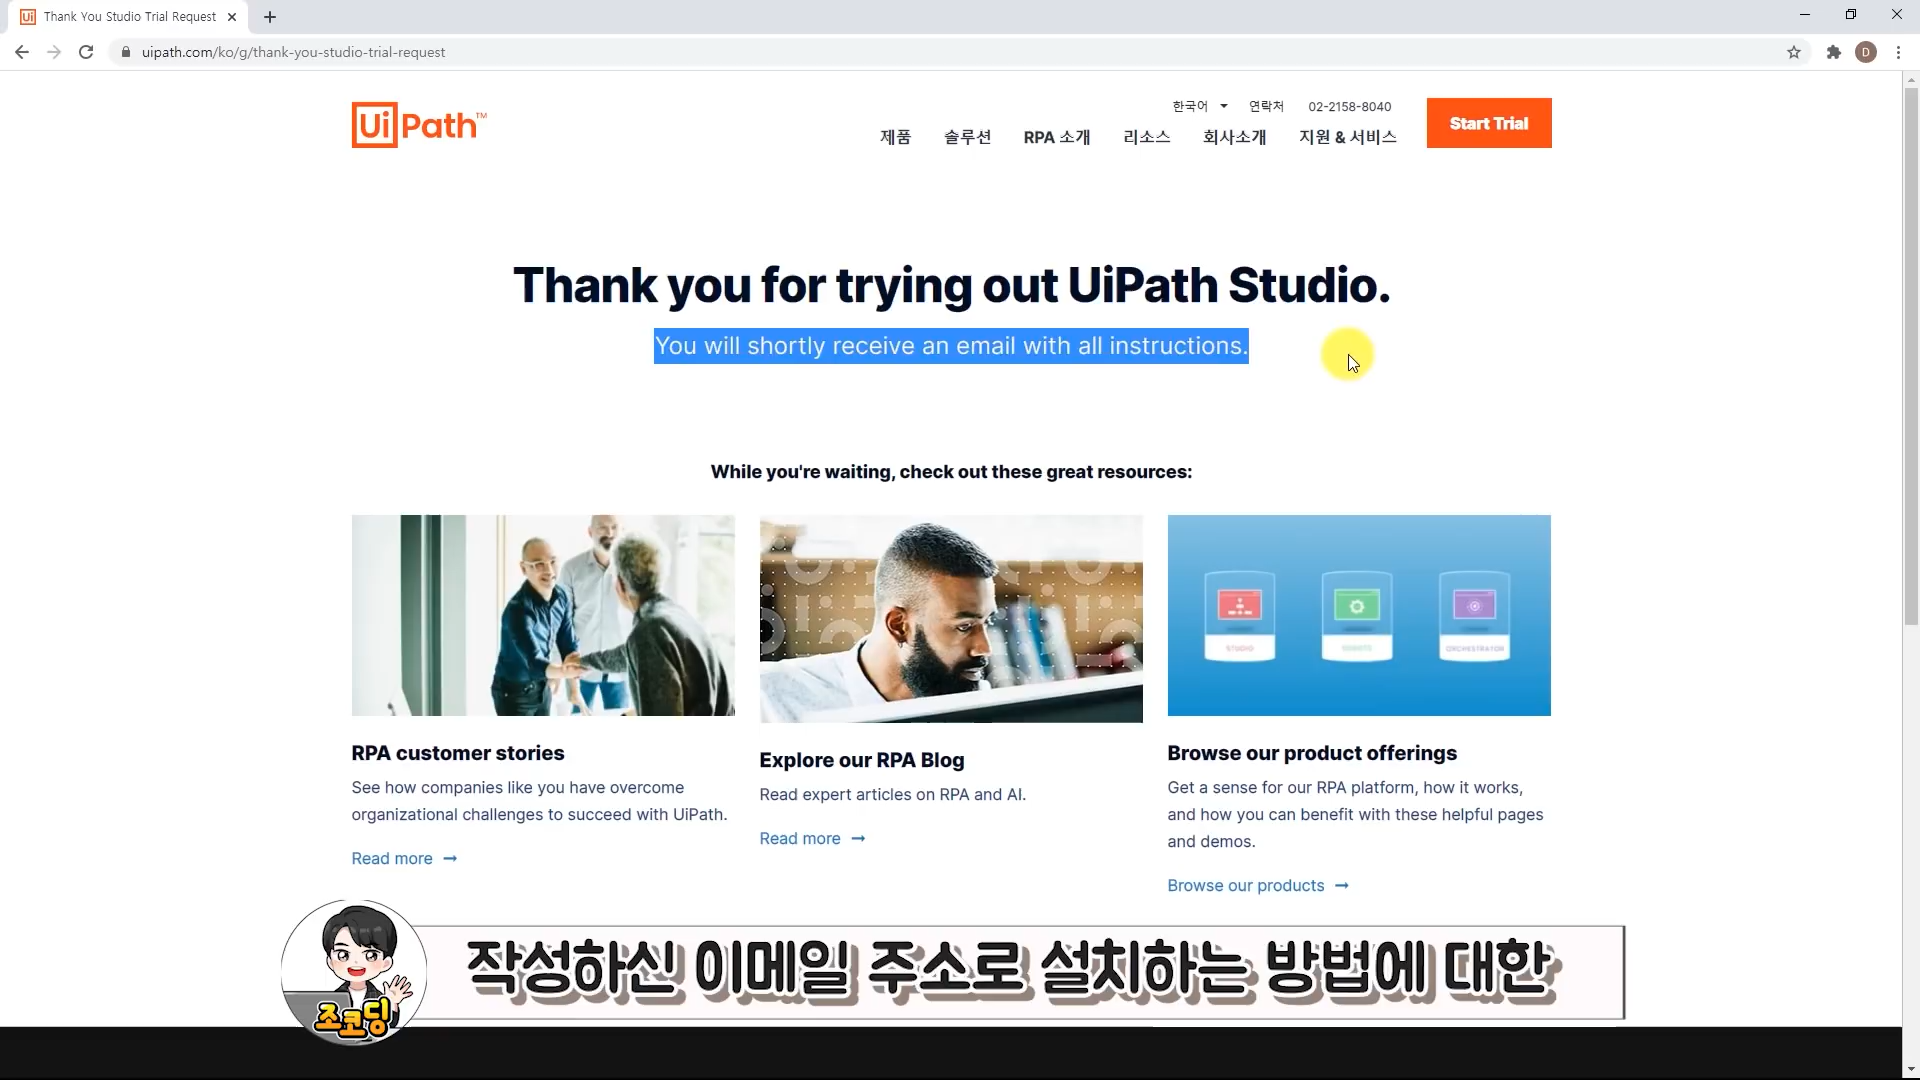 Thank You Studio Trial Request
uipath.com/ko/g/thank-you-studio-trial-request
D
UiPath™
한국어
연락처
02-2158-8040
제품
솔루션
RPA 소개
리소스
회사소개
지원 & 서비스
Start Trial
Thank you for trying out UiPath Studio.
You will shortly receive an email with all instructions.
While you're waiting, check out these great resources:
STUDIO
ROBOTS
ORCHESTRATOR
RPA customer stories
See how companies like you have overcome
organizational challenges to succeed with UiPath.
Read more
Explore our RPA Blog
Read expert articles on RPA and AI.
Read more
Browse our product offerings
Get a sense for our RPA platform, how it works,
and how you can benefit with these helpful pages
and demos.
Browse our products
조코딩
작성하신 이메일 주소로 설치하는 방법에 대한